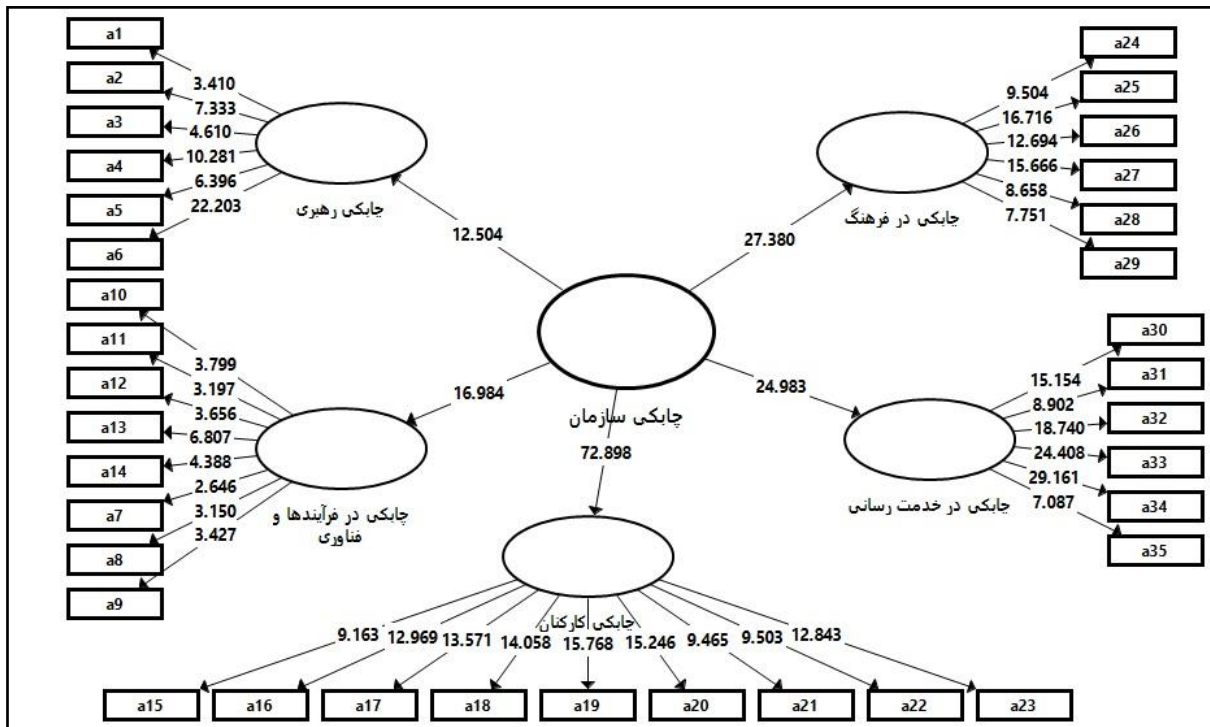 a1
a2
a3
a4
a5
a6
3.410
7.333
4.610
10.281
6.396
22.203
چابکی رهبری
12.504
a24
a25
a26
a27
a28
a29
9.504
16.716
12.694
15.666
8.658
7.751
چابکی در فرهنگ
27.380
چابکی سازمان
a10
a11
a12
a13
a14
a7
a8
a9
3.799
3.197
3.656
6.807
4.388
2.646
3.150
3.427
چابکی در فرآیندها و
فناوری
16.984
72.898
24.983
a30
a31
a32
a33
a34
a35
15.154
8.902
18.740
24.408
29.161
7.087
چابکی در خدمت رسانی
چابکی کارکنان
9.163
12.969
13.571
14.058
15.768
15.246
9.465
9.503
12.843
a15
a16
a17
a18
a19
a20
a21
a22
a23